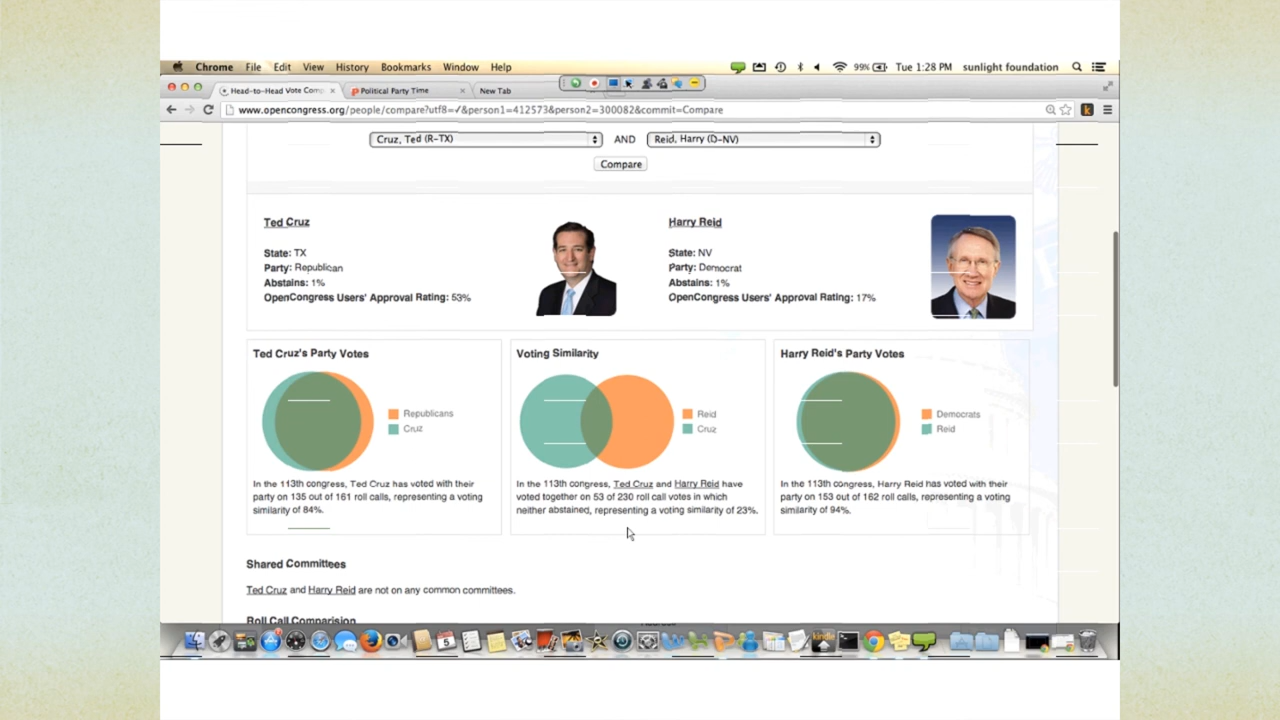 Chrome File Edit View History Bookmarks Window Help 99% Tue 1:28 PM sunlight foundation
Head-to-Head Vote Comp Political Party Time New Tab
www.opencongress.org/people/compare?utf8=✓&person1=412573&person2=300082&commit=Compare
Cruz, Ted (R-TX) AND Reid, Harry (D-NV)
Compare
Ted Cruz
State: TX
Party: Republican
Abstains: 1%
OpenCongress Users' Approval Rating: 53%
Harry Reid
State: NV
Party: Democrat
Abstains: 1%
OpenCongress Users' Approval Rating: 17%
Ted Cruz's Party Votes
Republicans
Cruz
In the 113th congress, Ted Cruz has voted with their
party on 135 out of 161 roll calls, representing a voting
similarity of 84%.
Voting Similarity
Reid
Cruz
In the 113th congress, Ted Cruz and Harry Reid have
voted together on 53 of 230 roll call votes in which
neither abstained, representing a voting similarity of 23%.
Harry Reid's Party Votes
Democrats
Reid
In the 113th congress, Harry Reid has voted with their
party on 153 out of 162 roll calls, representing a voting
similarity of 94%.
Shared Committees
Ted Cruz and Harry Reid are not on any common committees.
Roll Call Comparision
5
kindle